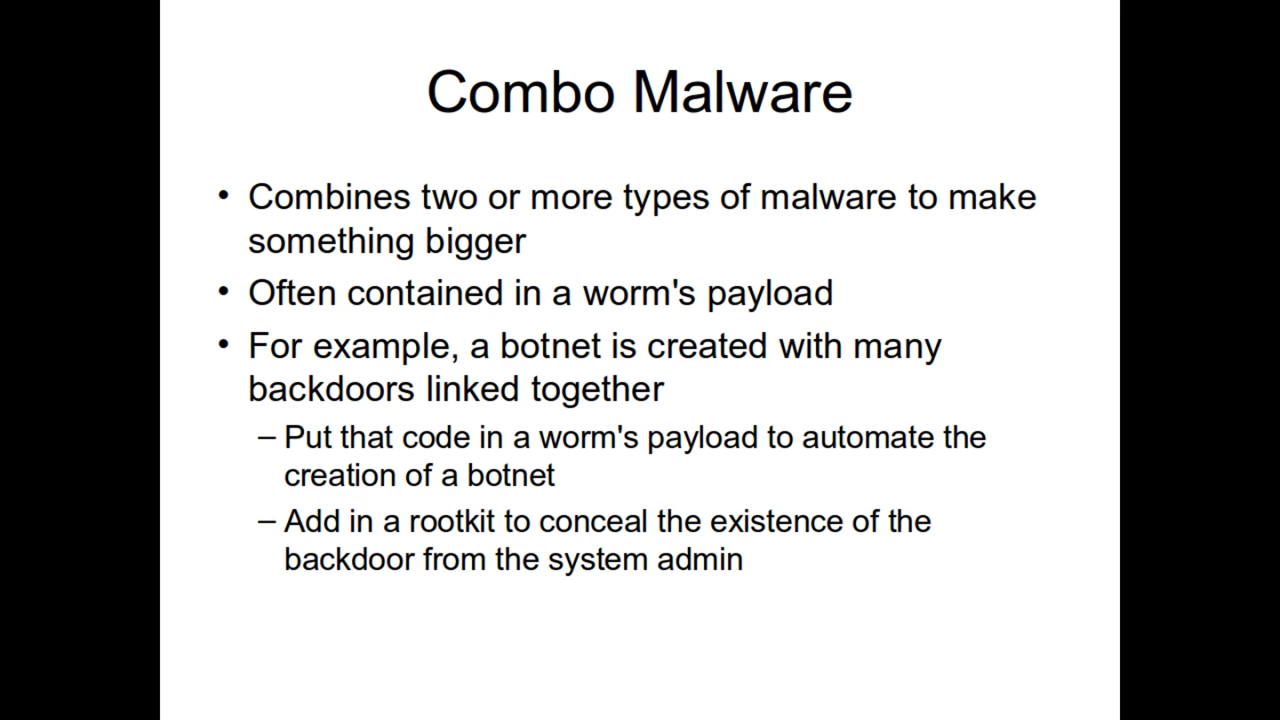 Combo Malware
• Combines two or more types of malware to make
something bigger
• Often contained in a worm's payload
• For example, a botnet is created with many
backdoors linked together
– Put that code in a worm's payload to automate the
creation of a botnet
– Add in a rootkit to conceal the existence of the
backdoor from the system admin